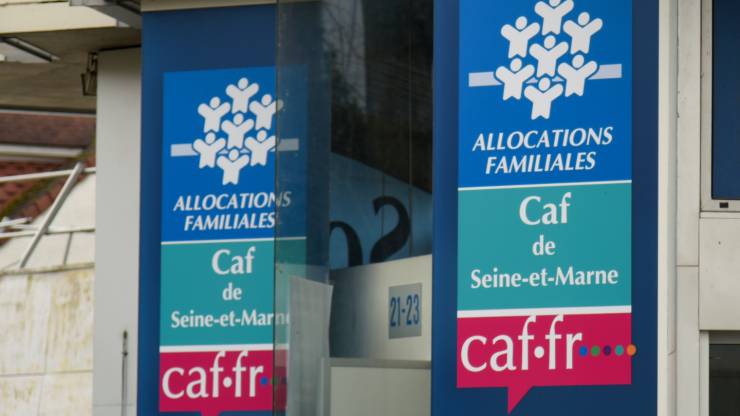 ALLOCATIONS
FAMILIALES
Caf
de
Seine-et-Marne
caf.fr
21-23
ALLOCATIONS
FAMILIALES
Caf
de
Seine-et-Marne
caf.fr